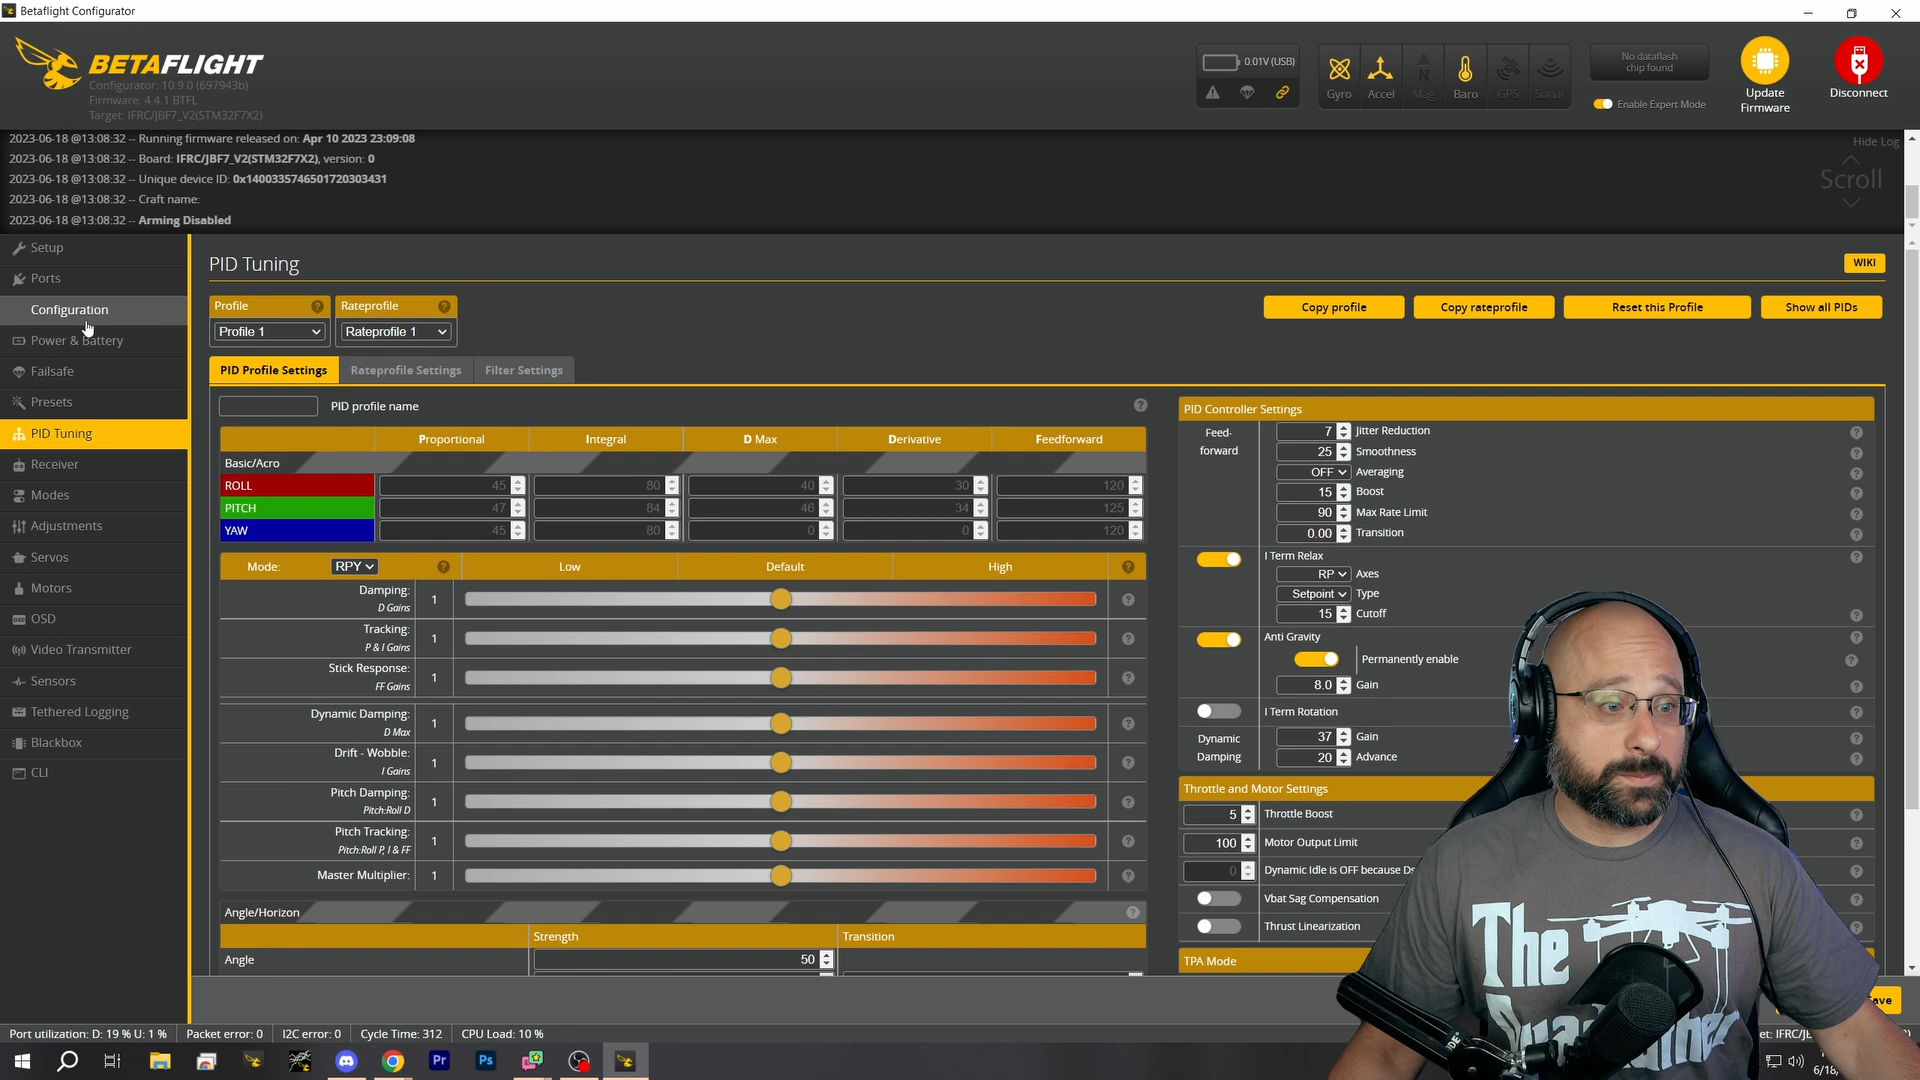 Betaflight Configurator
BETAFLIGHT
Configurator: 10.9.0 (697943b)
Firmware: 4.4.1 BTFL
Target: IFRC/JBF7_V2(STM32F7X2)
0.01V (USB)
Gyro
Accel
Mag
Baro
GPS
Sonar
No dataflash
chip found
Enable Expert Mode
Update
Firmware
Disconnect
2023-06-18 @13:08:32 -- Running firmware released on: Apr 10 2023 23:09:08
2023-06-18 @13:08:32 -- Board: IFRC/JBF7_V2(STM32F7X2), version: 0
2023-06-18 @13:08:32 -- Unique device ID: 0x1400335746501720303431
2023-06-18 @13:08:32 -- Craft name:
2023-06-18 @13:08:32 -- Arming Disabled
Hide Log
Scroll
Setup
Ports
Configuration
Power & Battery
Failsafe
Presets
PID Tuning
Receiver
Modes
Adjustments
Servos
Motors
OSD
Video Transmitter
Sensors
Tethered Logging
Blackbox
CLI
PID Tuning
WIKI
Profile
Rateprofile
Profile 1
Rateprofile 1
Copy profile
Copy rateprofile
Reset this Profile
Show all PIDs
PID Profile Settings
Rateprofile Settings
Filter Settings
PID profile name
Proportional Integral D Max Derivative Feedforward
Basic/Acro
ROLL 45 80 40 30 120
PITCH 47 84 46 34 125
YAW 45 80 0 0 120
Mode: RPY Low Default High
Damping:
D Gains
1
Tracking:
P & I Gains
1
Stick Response:
FF Gains
1
Dynamic Damping:
D Max
1
Drift - Wobble:
I Gains
1
Pitch Damping:
Pitch:Roll D
1
Pitch Tracking:
Pitch:Roll P, I & FF
1
Master Multiplier: 1
Angle/Horizon
Strength Transition
Angle 50
PID Controller Settings
Feed-
forward
7 Jitter Reduction
25 Smoothness
OFF Averaging
15 Boost
90 Max Rate Limit
0.00 Transition
I Term Relax
RP Axes
Setpoint Type
15 Cutoff
Anti Gravity
Permanently enable
8.0 Gain
I Term Rotation
Dynamic
Damping
37 Gain
20 Advance
Throttle and Motor Settings
5 Throttle Boost
100 Motor Output Limit
0 Dynamic Idle is OFF because Ds
Vbat Sag Compensation
Thrust Linearization
TPA Mode
The
ave
Port utilization: D: 19 % U: 1 %
Packet error: 0
I2C error: 0
Cycle Time: 312
CPU Load: 10 %
et: IFRC/JE
Pr
Ps
6/18/